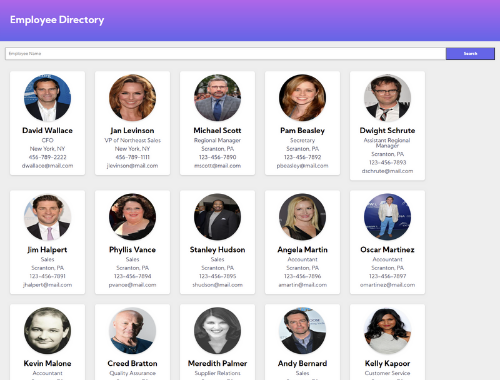 Employee Directory
Employee Name
Search
David Wallace
CFO
New York, NY
456-789-2222
dwallace@mail.com
Jan Levinson
VP of Northeast Sales
New York, NY
456-789-1111
jlevinson@mail.com
Michael Scott
Regional Manager
Scranton, PA
123-456-7890
mscott@mail.com
Pam Beasley
Secretary
Scranton, PA
123-456-7892
pbeasley@mail.com
Dwight Schrute
Assistant Regional
Manager
Scranton, PA
123-456-7893
dschrute@mail.com
Jim Halpert
Sales
Scranton, PA
123-456-7891
jhalpert@mail.com
Phyllis Vance
Sales
Scranton, PA
123-456-7894
pvance@mail.com
Stanley Hudson
Sales
Scranton, PA
123-456-7895
shudson@mail.com
Angela Martin
Accountant
Scranton, PA
123-456-7896
amartin@mail.com
Oscar Martinez
Accountant
Scranton, PA
123-456-7897
omartinez@mail.com
Kevin Malone
Accountant
Creed Bratton
Quality Assurance
Meredith Palmer
Supplier Relations
Andy Bernard
Sales
Kelly Kapoor
Customer Service